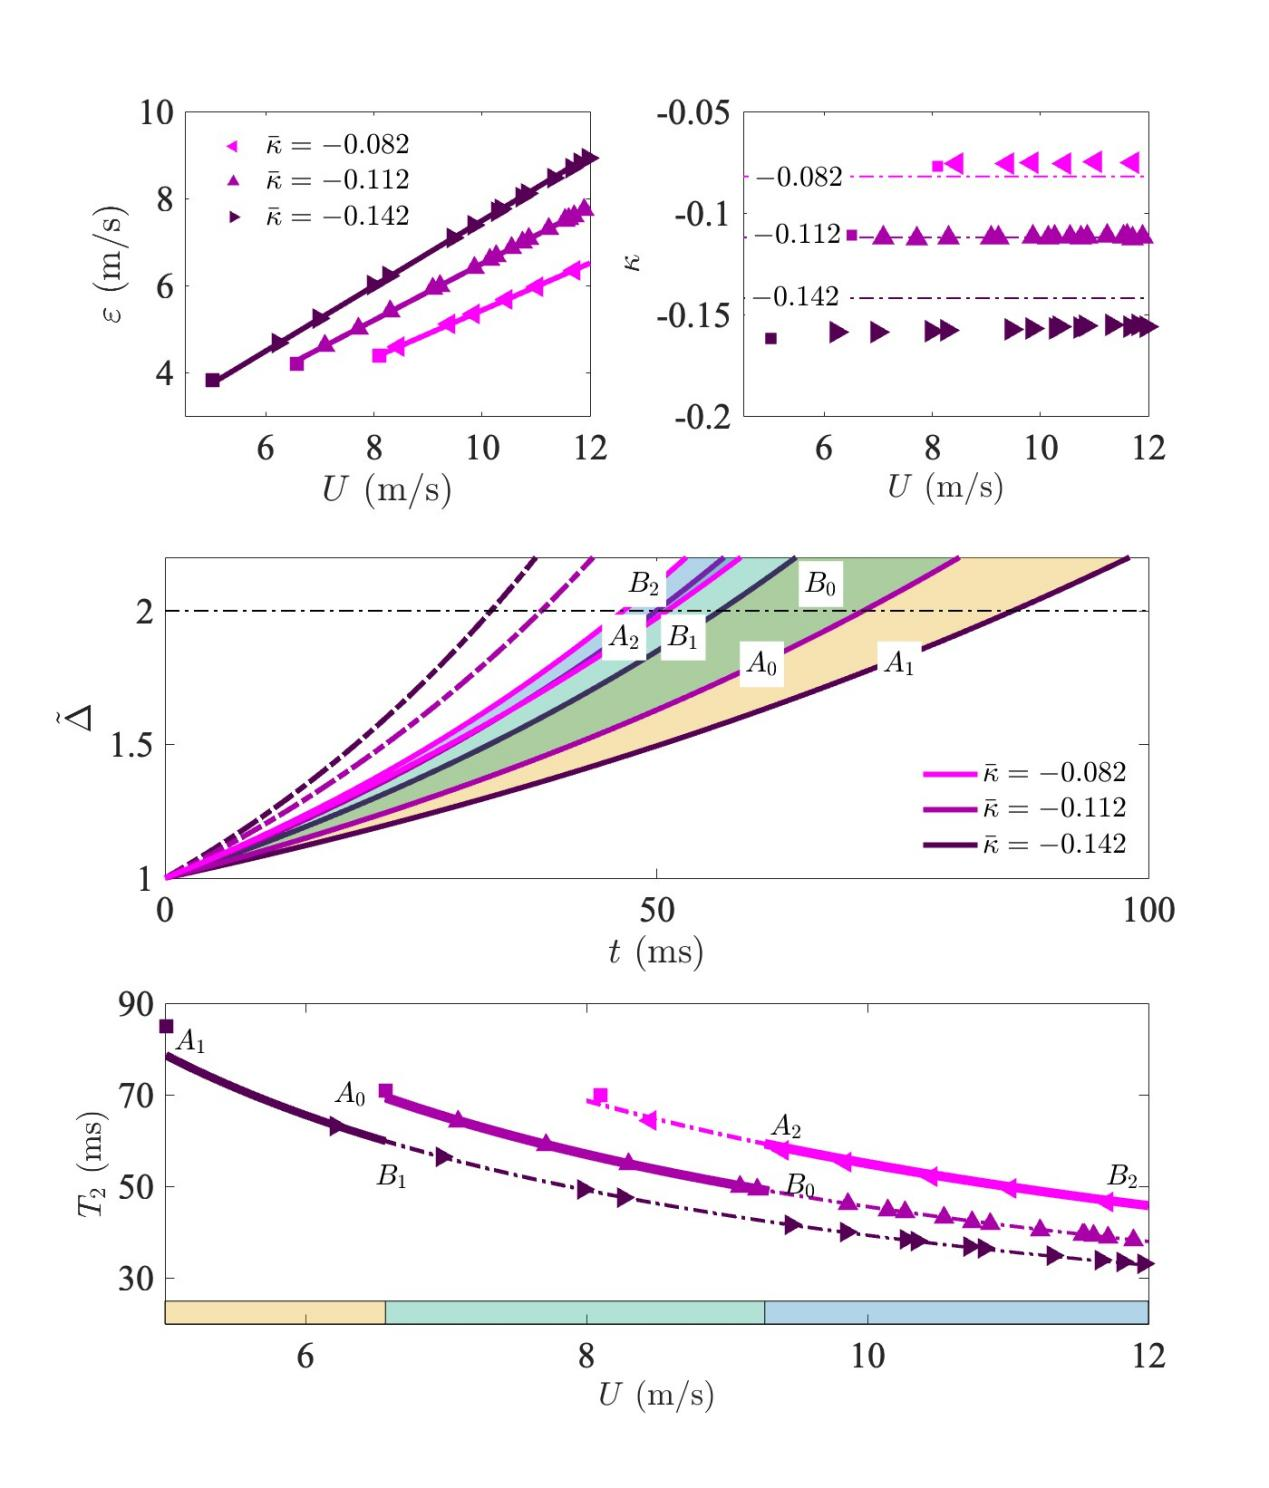 10
8
6
4
ε (m/s)
κ̄ = −0.082
κ̄ = −0.112
κ̄ = −0.142
6 8 10 12
U (m/s)
-0.05
-0.1
-0.15
-0.2
κ
−0.082
−0.112
−0.142
6 8 10 12
U (m/s)
2
1.5
1
Δ̃
B₂ B₀
A₂ B₁ A₀ A₁
κ̄ = −0.082
κ̄ = −0.112
κ̄ = −0.142
0 50 100
t (ms)
90
70
50
30
T₂ (ms)
A₁
A₀
A₂
B₁ B₀ B₂
6 8 10 12
U (m/s)